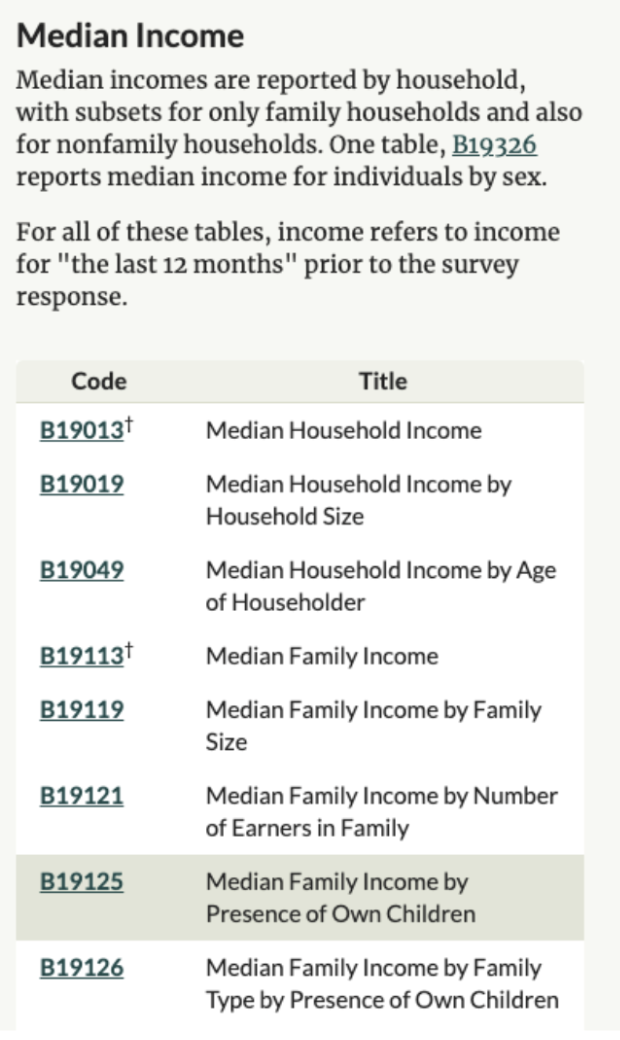 Median Income
Median incomes are reported by household,
with subsets for only family households and also
for nonfamily households. One table, B19326
reports median income for individuals by sex.
For all of these tables, income refers to income
for "the last 12 months" prior to the survey
response.
Code Title
B19013† Median Household Income
B19019 Median Household Income by
Household Size
B19049 Median Household Income by Age
of Householder
B19113† Median Family Income
B19119 Median Family Income by Family
Size
B19121 Median Family Income by Number
of Earners in Family
B19125 Median Family Income by
Presence of Own Children
B19126 Median Family Income by Family
Type by Presence of Own Children